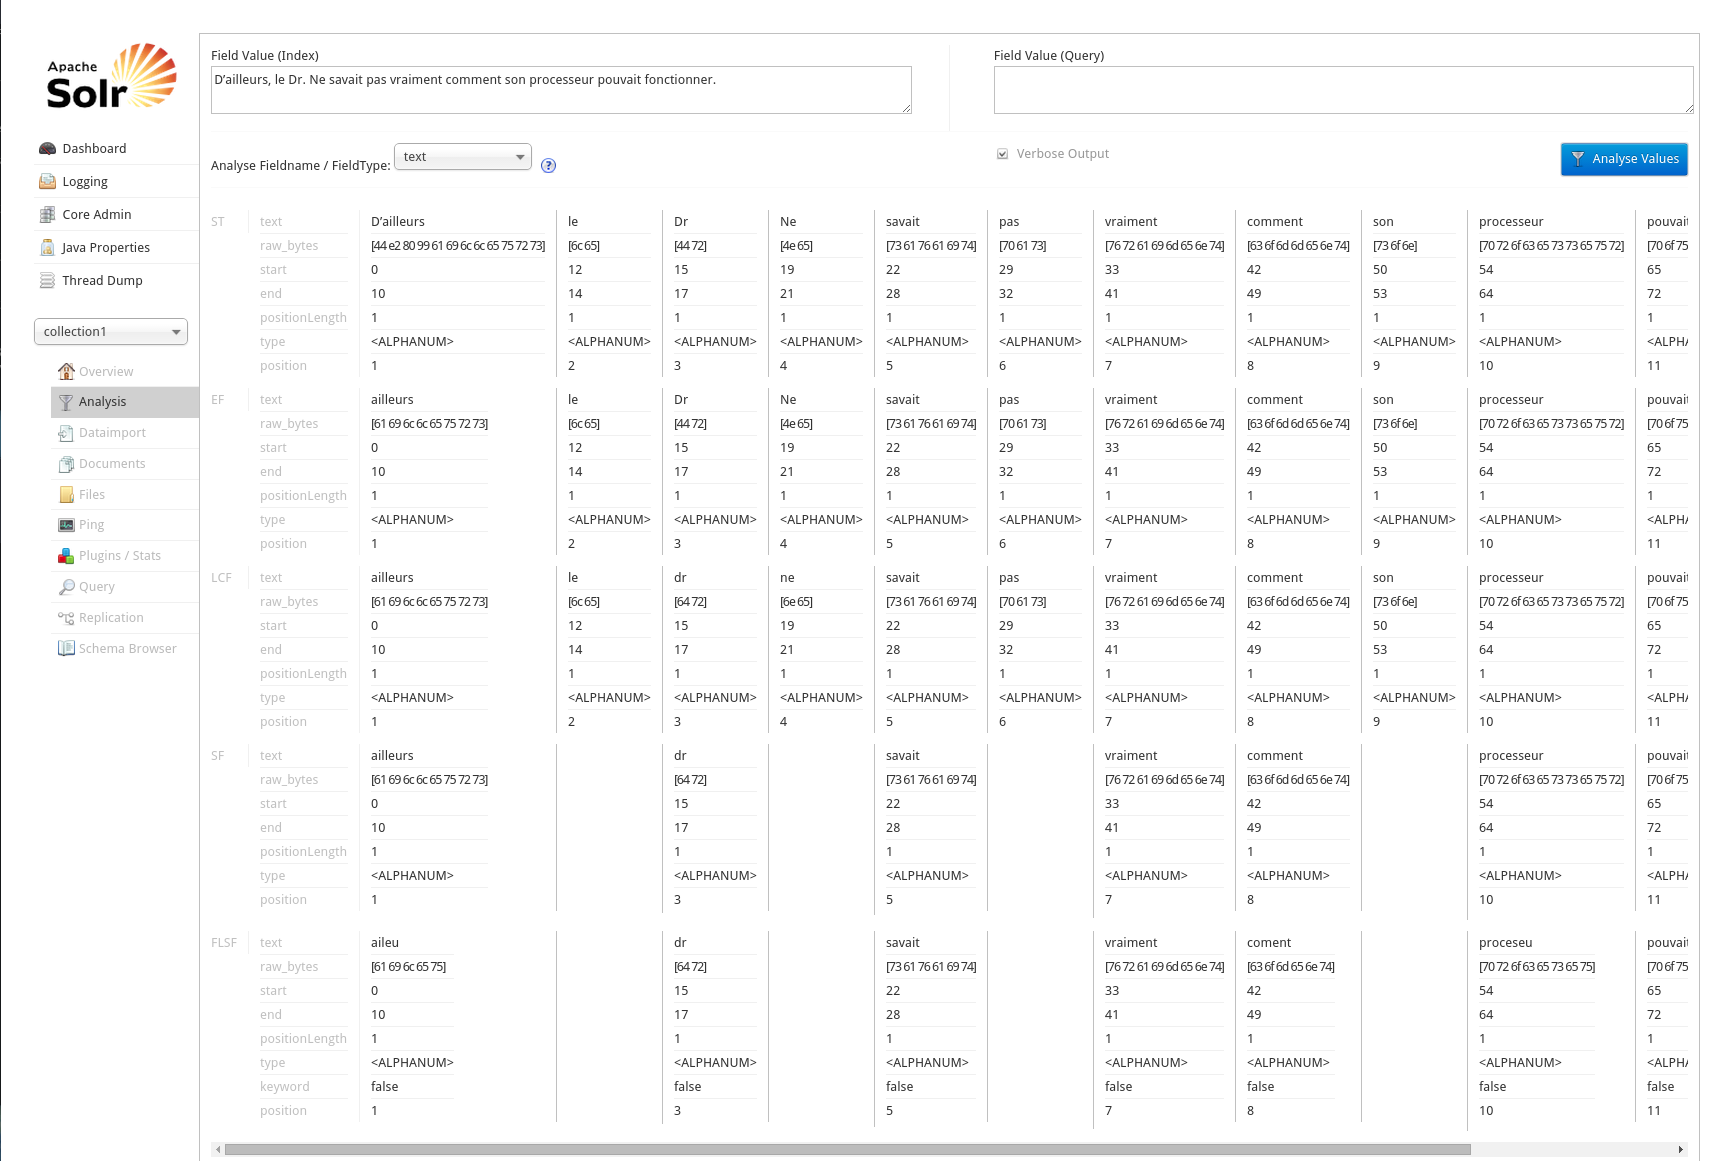 Apache
Solr
Dashboard
Logging
Core Admin
Java Properties
Thread Dump
collection1
Overview
Analysis
Dataimport
Documents
Files
Ping
Plugins / Stats
Query
Replication
Schema Browser
Field Value (Index)
D’ailleurs, le Dr. Ne savait pas vraiment comment son processeur pouvait fonctionner.
Field Value (Query)
Analyse Fieldname / FieldType: text
Verbose Output
Analyse Values
ST text D’ailleurs le Dr Ne savait pas vraiment comment son processeur pouvait
raw_bytes [44 e2 80 99 61 69 6c 6c 65 75 72 73] [6c 65] [44 72] [4e 65] [73 61 76 61 69 74] [70 61 73] [76 72 61 69 6d 65 6e 74] [63 6f 6d 6d 65 6e 74] [73 6f 6e] [70 72 6f 63 65 73 73 65 75 72] [70 6f 75
start 0 12 15 19 22 29 33 42 50 54 65
end 10 14 17 21 28 32 41 49 53 64 72
positionLength 1 1 1 1 1 1 1 1 1 1 1
type <ALPHANUM> <ALPHANUM> <ALPHANUM> <ALPHANUM> <ALPHANUM> <ALPHANUM> <ALPHANUM> <ALPHANUM> <ALPHANUM> <ALPHANUM> <ALPH
position 1 2 3 4 5 6 7 8 9 10 11
EF text ailleurs le Dr Ne savait pas vraiment comment son processeur pouvait
raw_bytes [61 69 6c 6c 65 75 72 73] [6c 65] [44 72] [4e 65] [73 61 76 61 69 74] [70 61 73] [76 72 61 69 6d 65 6e 74] [63 6f 6d 6d 65 6e 74] [73 6f 6e] [70 72 6f 63 65 73 73 65 75 72] [70 6f 75
start 0 12 15 19 22 29 33 42 50 54 65
end 10 14 17 21 28 32 41 49 53 64 72
positionLength 1 1 1 1 1 1 1 1 1 1 1
type <ALPHANUM> <ALPHANUM> <ALPHANUM> <ALPHANUM> <ALPHANUM> <ALPHANUM> <ALPHANUM> <ALPHANUM> <ALPHANUM> <ALPHANUM> <ALPH
position 1 2 3 4 5 6 7 8 9 10 11
LCF text ailleurs le dr ne savait pas vraiment comment son processeur pouvait
raw_bytes [61 69 6c 6c 65 75 72 73] [6c 65] [64 72] [6e 65] [73 61 76 61 69 74] [70 61 73] [76 72 61 69 6d 65 6e 74] [63 6f 6d 6d 65 6e 74] [73 6f 6e] [70 72 6f 63 65 73 73 65 75 72] [70 6f 75
start 0 12 15 19 22 29 33 42 50 54 65
end 10 14 17 21 28 32 41 49 53 64 72
positionLength 1 1 1 1 1 1 1 1 1 1 1
type <ALPHANUM> <ALPHANUM> <ALPHANUM> <ALPHANUM> <ALPHANUM> <ALPHANUM> <ALPHANUM> <ALPHANUM> <ALPHANUM> <ALPHANUM> <ALPH
position 1 2 3 4 5 6 7 8 9 10 11
SF text ailleurs dr savait vraiment comment processeur pouvait
raw_bytes [61 69 6c 6c 65 75 72 73] [64 72] [73 61 76 61 69 74] [76 72 61 69 6d 65 6e 74] [63 6f 6d 6d 65 6e 74] [70 72 6f 63 65 73 73 65 75 72] [70 6f 75
start 0 15 22 33 42 54 65
end 10 17 28 41 49 64 72
positionLength 1 1 1 1 1 1 1
type <ALPHANUM> <ALPHANUM> <ALPHANUM> <ALPHANUM> <ALPHANUM> <ALPHANUM> <ALPH
position 1 3 5 7 8 10 11
FLSF text aileu dr savait vraiment coment proceseu pouvait
raw_bytes [61 69 6c 65 75] [64 72] [73 61 76 61 69 74] [76 72 61 69 6d 65 6e 74] [63 6f 6d 65 6e 74] [70 72 6f 63 65 73 65 75] [70 6f 75
start 0 15 22 33 42 54 65
end 10 17 28 41 49 64 72
positionLength 1 1 1 1 1 1 1
type <ALPHANUM> <ALPHANUM> <ALPHANUM> <ALPHANUM> <ALPHANUM> <ALPHANUM> <ALPH
keyword false false false false false false false
position 1 3 5 7 8 10 11